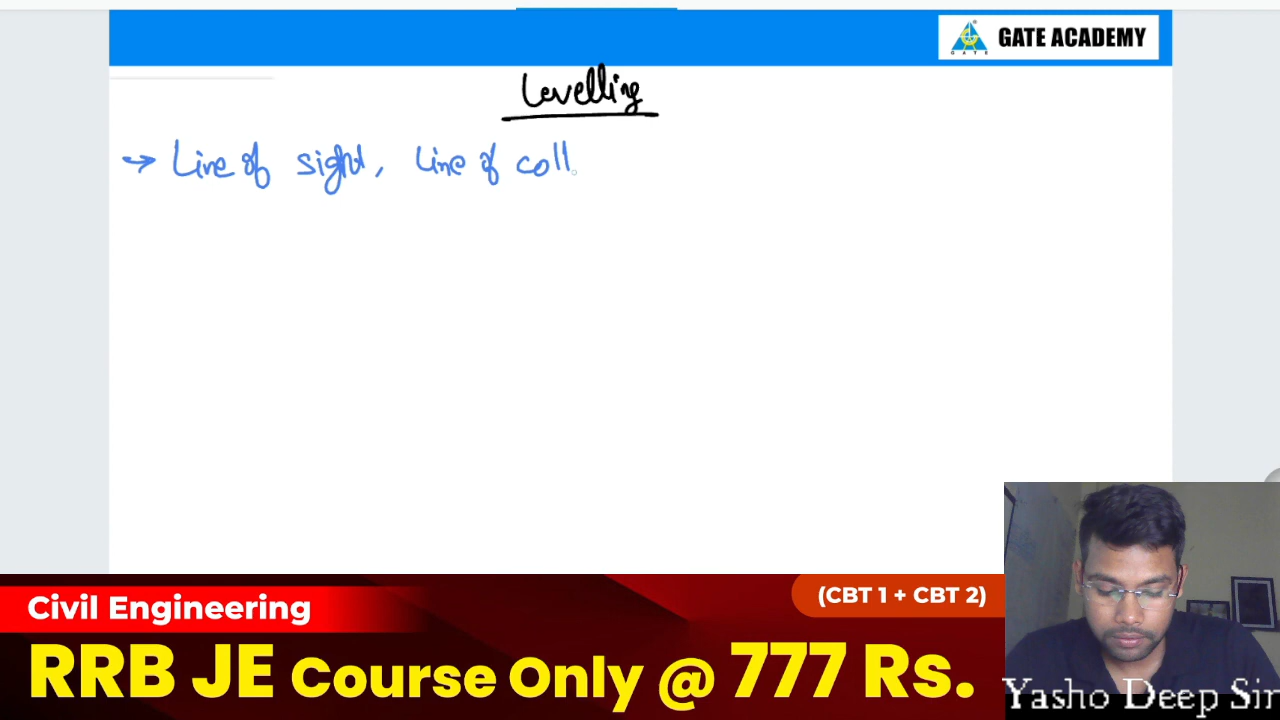 GATE ACADEMY
GATE
Levelling
→ Line of sight, Line of coll
Civil Engineering
(CBT 1 + CBT 2)
RRB JE Course Only @ 777 Rs.
Yasho Deep Sir